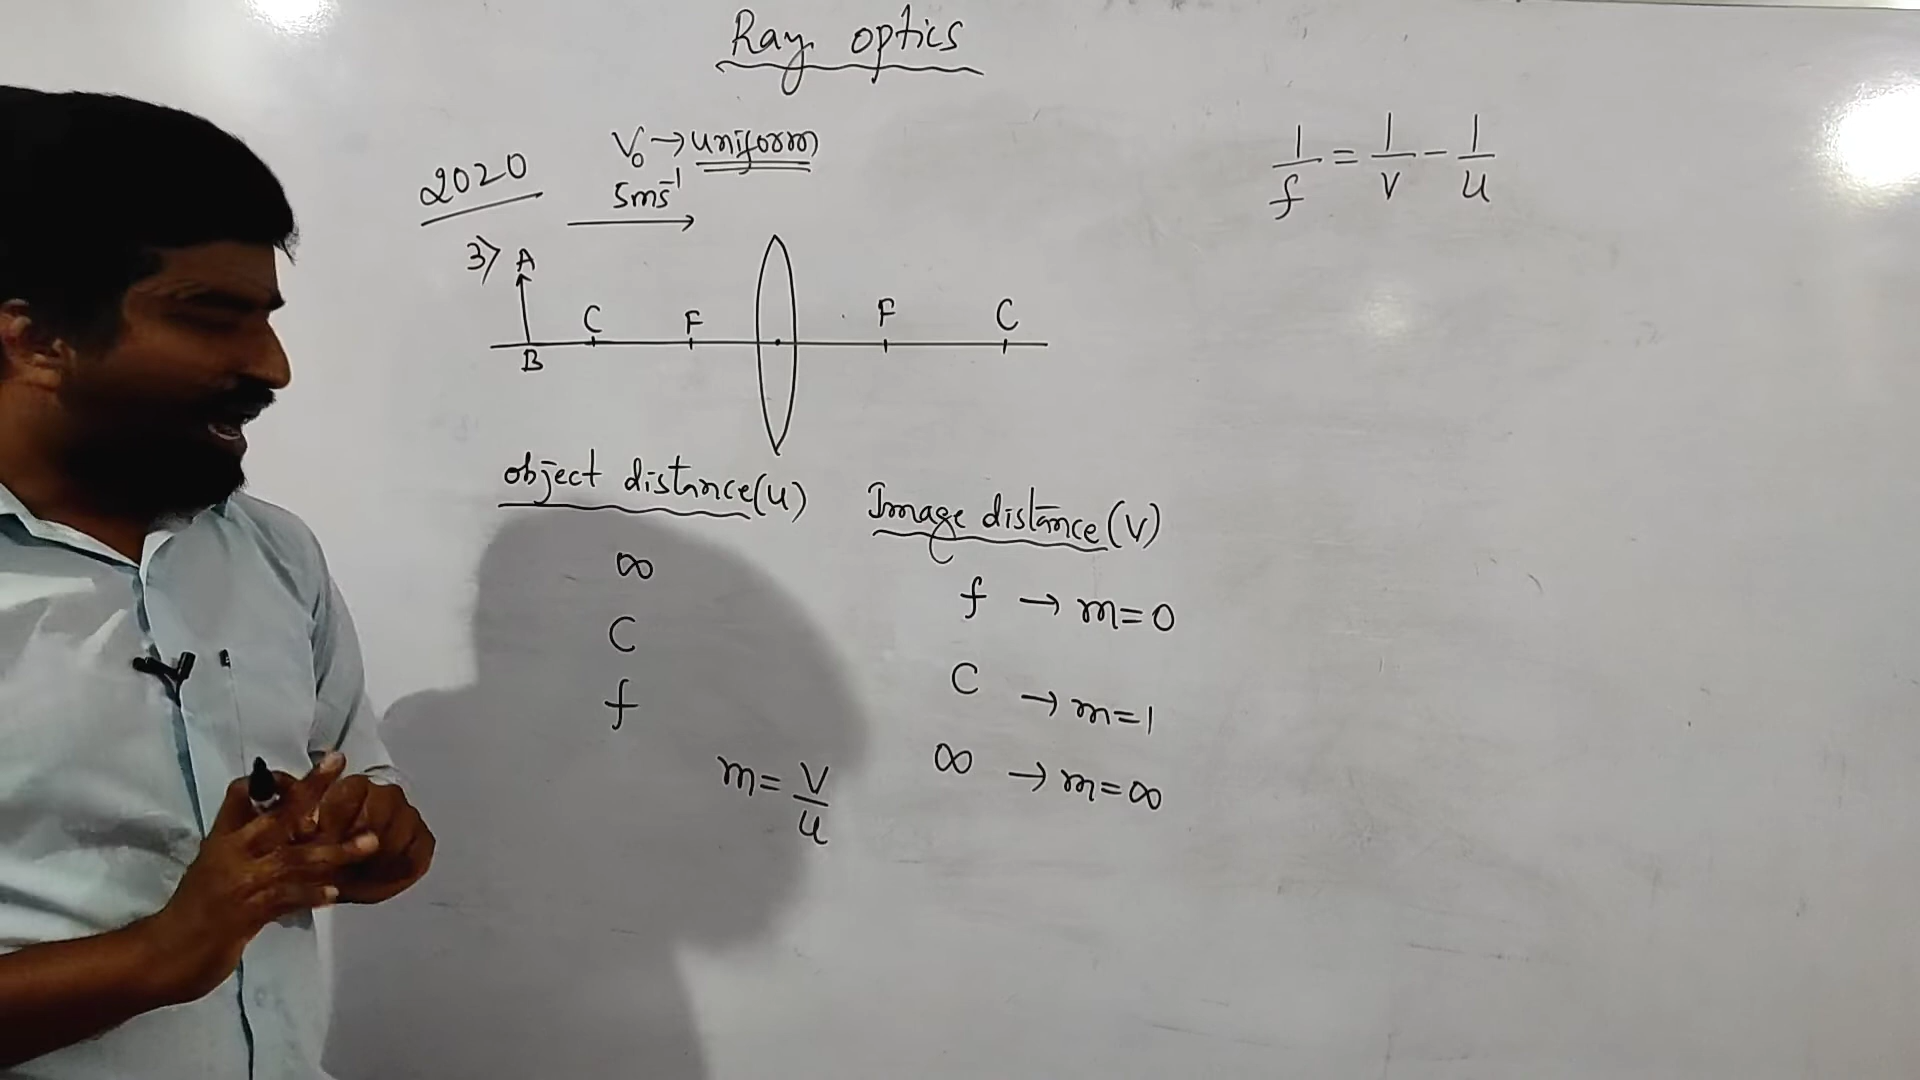 Ray optics
2020
V₀ → uniform
5ms⁻¹
3)
A
B
C
F
F
C
1/f = 1/v - 1/u
object distance(u)
Image distance(v)
∞
f → m=0
C
C → m=1
f
∞ → m=∞
m= v/u